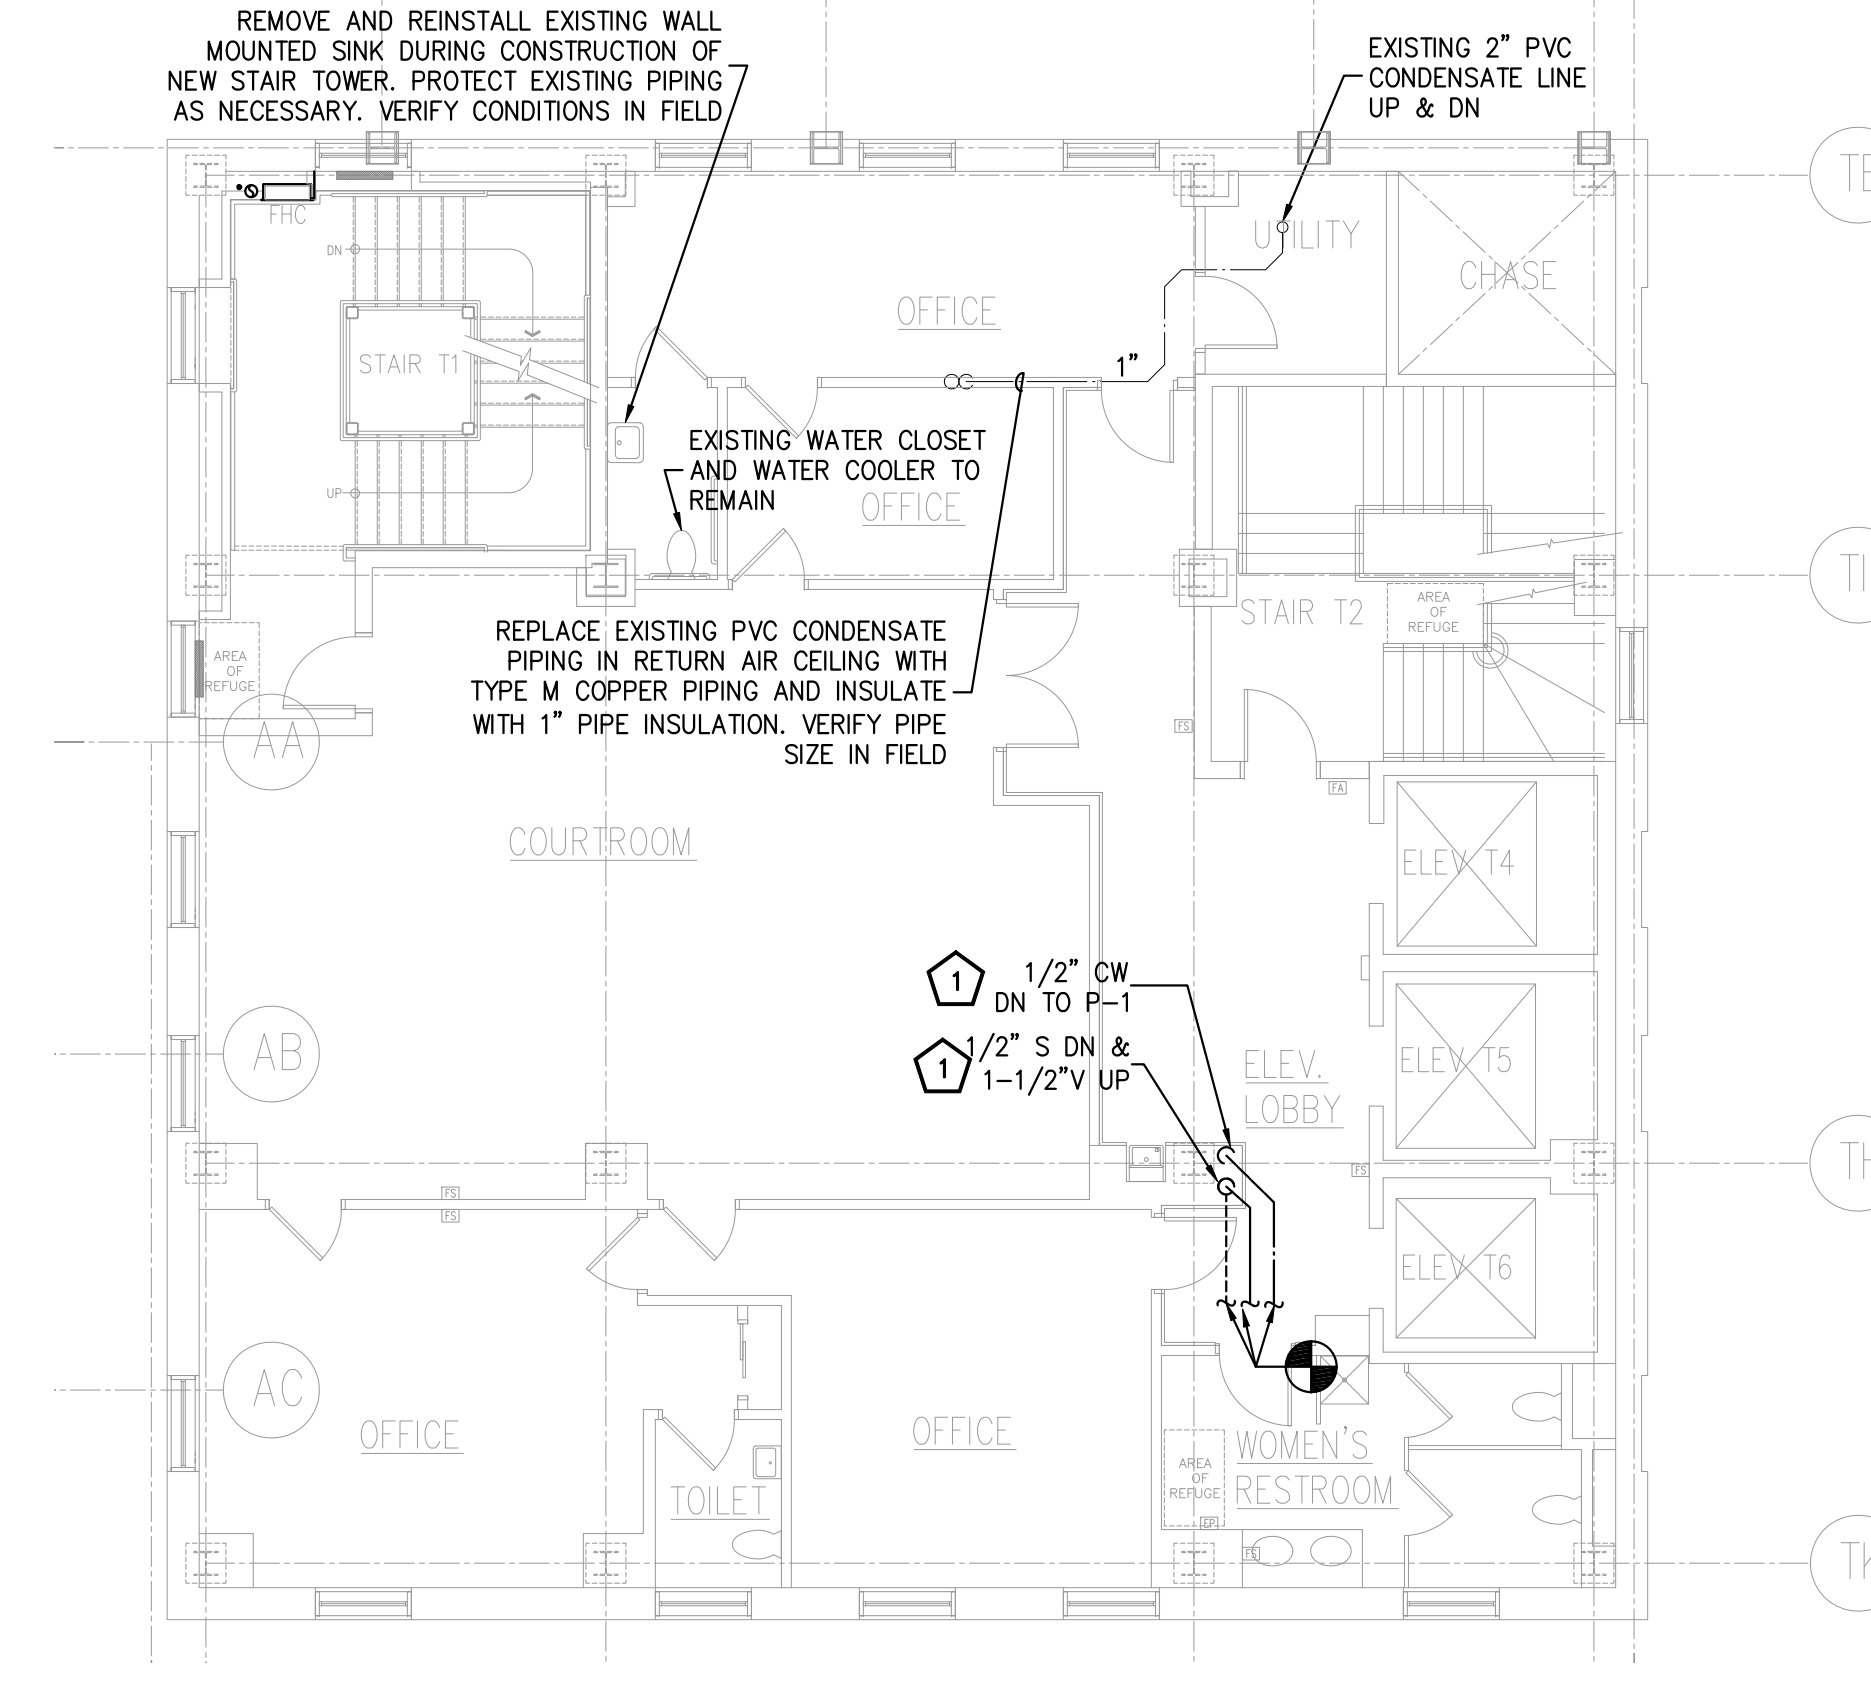 REMOVE AND REINSTALL EXISTING WALL
MOUNTED SINK DURING CONSTRUCTION OF
NEW STAIR TOWER. PROTECT EXISTING PIPING
AS NECESSARY. VERIFY CONDITIONS IN FIELD
EXISTING 2" PVC
CONDENSATE LINE
UP & DN
FHC
DN
STAIR T1
UP
OFFICE
UTILITY
CHASE
1"
EXISTING WATER CLOSET
AND WATER COOLER TO
REMAIN
OFFICE
STAIR T2
AREA
OF
REFUGE
AREA
OF
REFUGE
REPLACE EXISTING PVC CONDENSATE
PIPING IN RETURN AIR CEILING WITH
TYPE M COPPER PIPING AND INSULATE
WITH 1" PIPE INSULATION. VERIFY PIPE
SIZE IN FIELD
FS
FA
AA
COURTROOM
ELEV T4
1
1/2" CW
DN TO P-1
1
1/2" S DN &
1-1/2"V UP
AB
ELEV.
LOBBY
ELEV T5
FS
FS
FS
ELEV T6
AC
OFFICE
OFFICE
TOILET
WOMEN'S
RESTROOM
AREA
OF
REFUGE
EP
FS